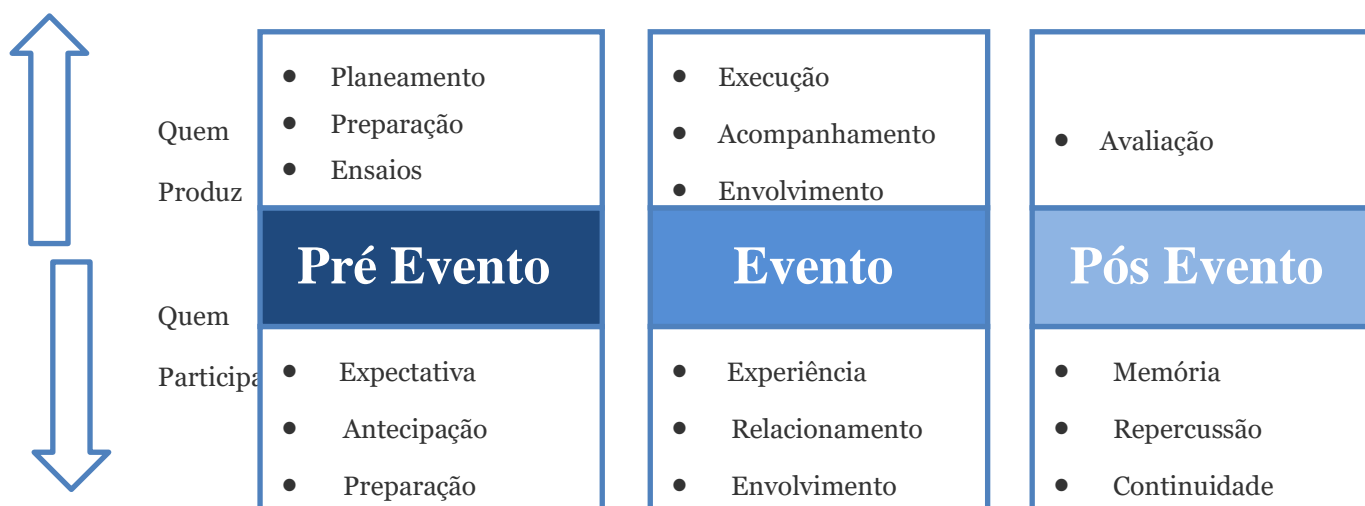 Quem
Produz
Planeamento
Preparação
Ensaios
Execução
Acompanhamento
Envolvimento
Avaliação
Pré Evento
Evento
Pós Evento
Quem
Participa
Expectativa
Antecipação
Preparação
Experiência
Relacionamento
Envolvimento
Memória
Repercussão
Continuidade